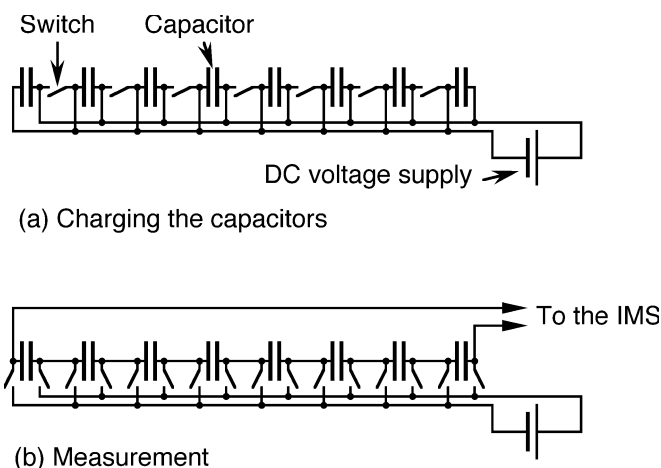 Switch
Capacitor
DC voltage supply
(a) Charging the capacitors
To the IMS
(b) Measurement